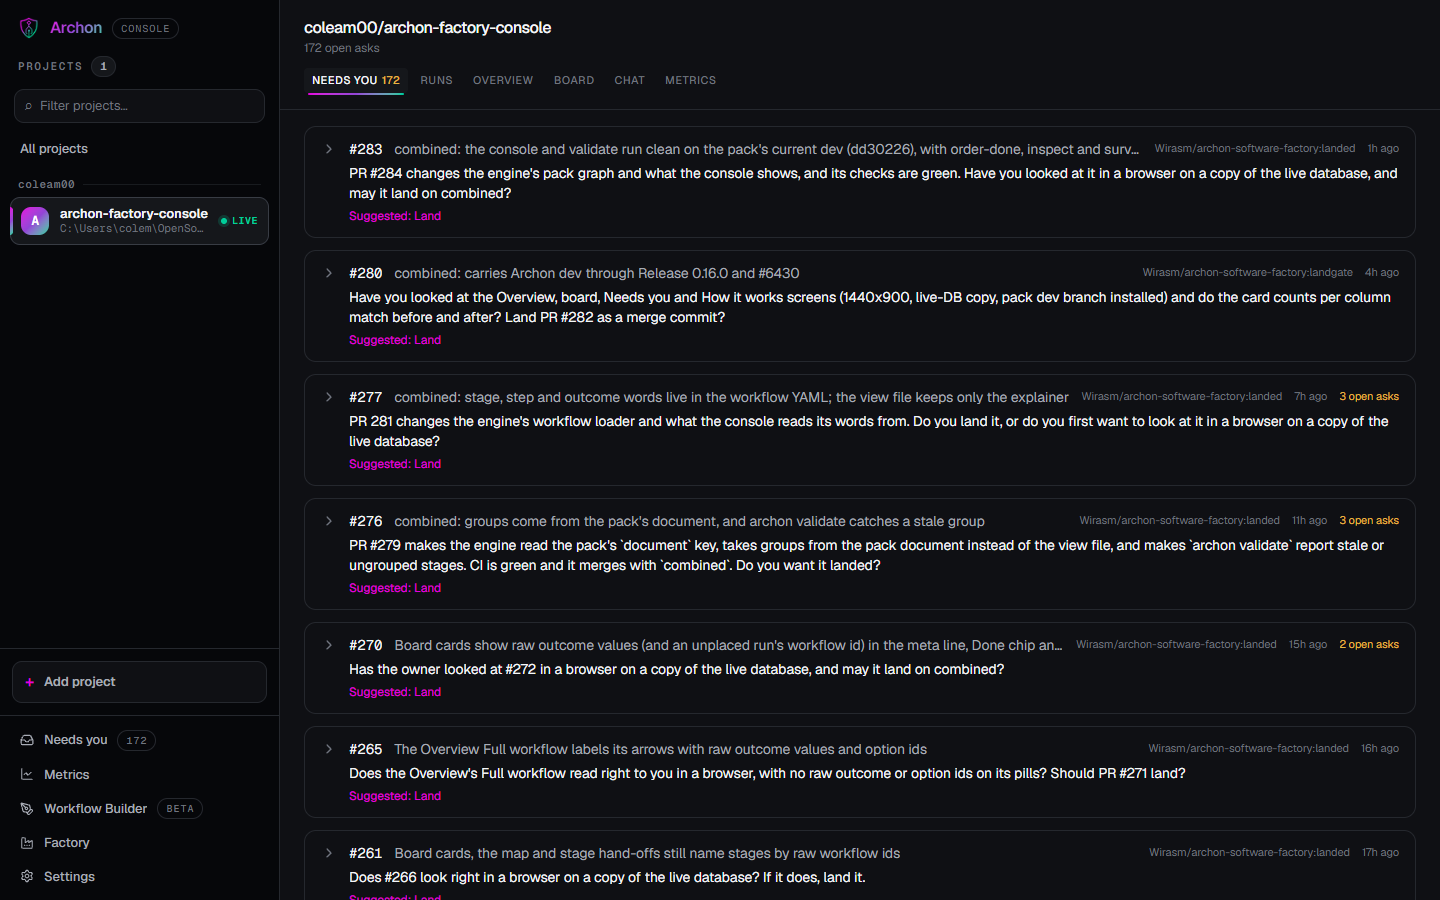 Archon CONSOLE
PROJECTS 1
Filter projects...
All projects
coleam00
A archon-factory-console LIVE
C:\Users\colem\OpenSo…
+ Add project
Needs you 172
Metrics
Workflow Builder BETA
Factory
Settings
coleam00/archon-factory-console
172 open asks
NEEDS YOU 172 RUNS OVERVIEW BOARD CHAT METRICS
#283 combined: the console and validate run clean on the pack's current dev (dd30226), with order-done, inspect and surv… Wirasm/archon-software-factory:landed 1h ago
PR #284 changes the engine's pack graph and what the console shows, and its checks are green. Have you looked at it in a browser on a copy of the live database, and
may it land on combined?
Suggested: Land
#280 combined: carries Archon dev through Release 0.16.0 and #6430 Wirasm/archon-software-factory:landgate 4h ago
Have you looked at the Overview, board, Needs you and How it works screens (1440x900, live-DB copy, pack dev branch installed) and do the card counts per column
match before and after? Land PR #282 as a merge commit?
Suggested: Land
#277 combined: stage, step and outcome words live in the workflow YAML; the view file keeps only the explainer Wirasm/archon-software-factory:landed 7h ago 3 open asks
PR 281 changes the engine's workflow loader and what the console reads its words from. Do you land it, or do you first want to look at it in a browser on a copy of the
live database?
Suggested: Land
#276 combined: groups come from the pack's document, and archon validate catches a stale group Wirasm/archon-software-factory:landed 11h ago 3 open asks
PR #279 makes the engine read the pack's `document` key, takes groups from the pack document instead of the view file, and makes `archon validate` report stale or
ungrouped stages. CI is green and it merges with `combined`. Do you want it landed?
Suggested: Land
#270 Board cards show raw outcome values (and an unplaced run's workflow id) in the meta line, Done chip an… Wirasm/archon-software-factory:landed 15h ago 2 open asks
Has the owner looked at #272 in a browser on a copy of the live database, and may it land on combined?
Suggested: Land
#265 The Overview Full workflow labels its arrows with raw outcome values and option ids Wirasm/archon-software-factory:landed 16h ago
Does the Overview's Full workflow read right to you in a browser, with no raw outcome or option ids on its pills? Should PR #271 land?
Suggested: Land
#261 Board cards, the map and stage hand-offs still name stages by raw workflow ids Wirasm/archon-software-factory:landed 17h ago
Does #266 look right in a browser on a copy of the live database? If it does, land it.
Suggested: Land